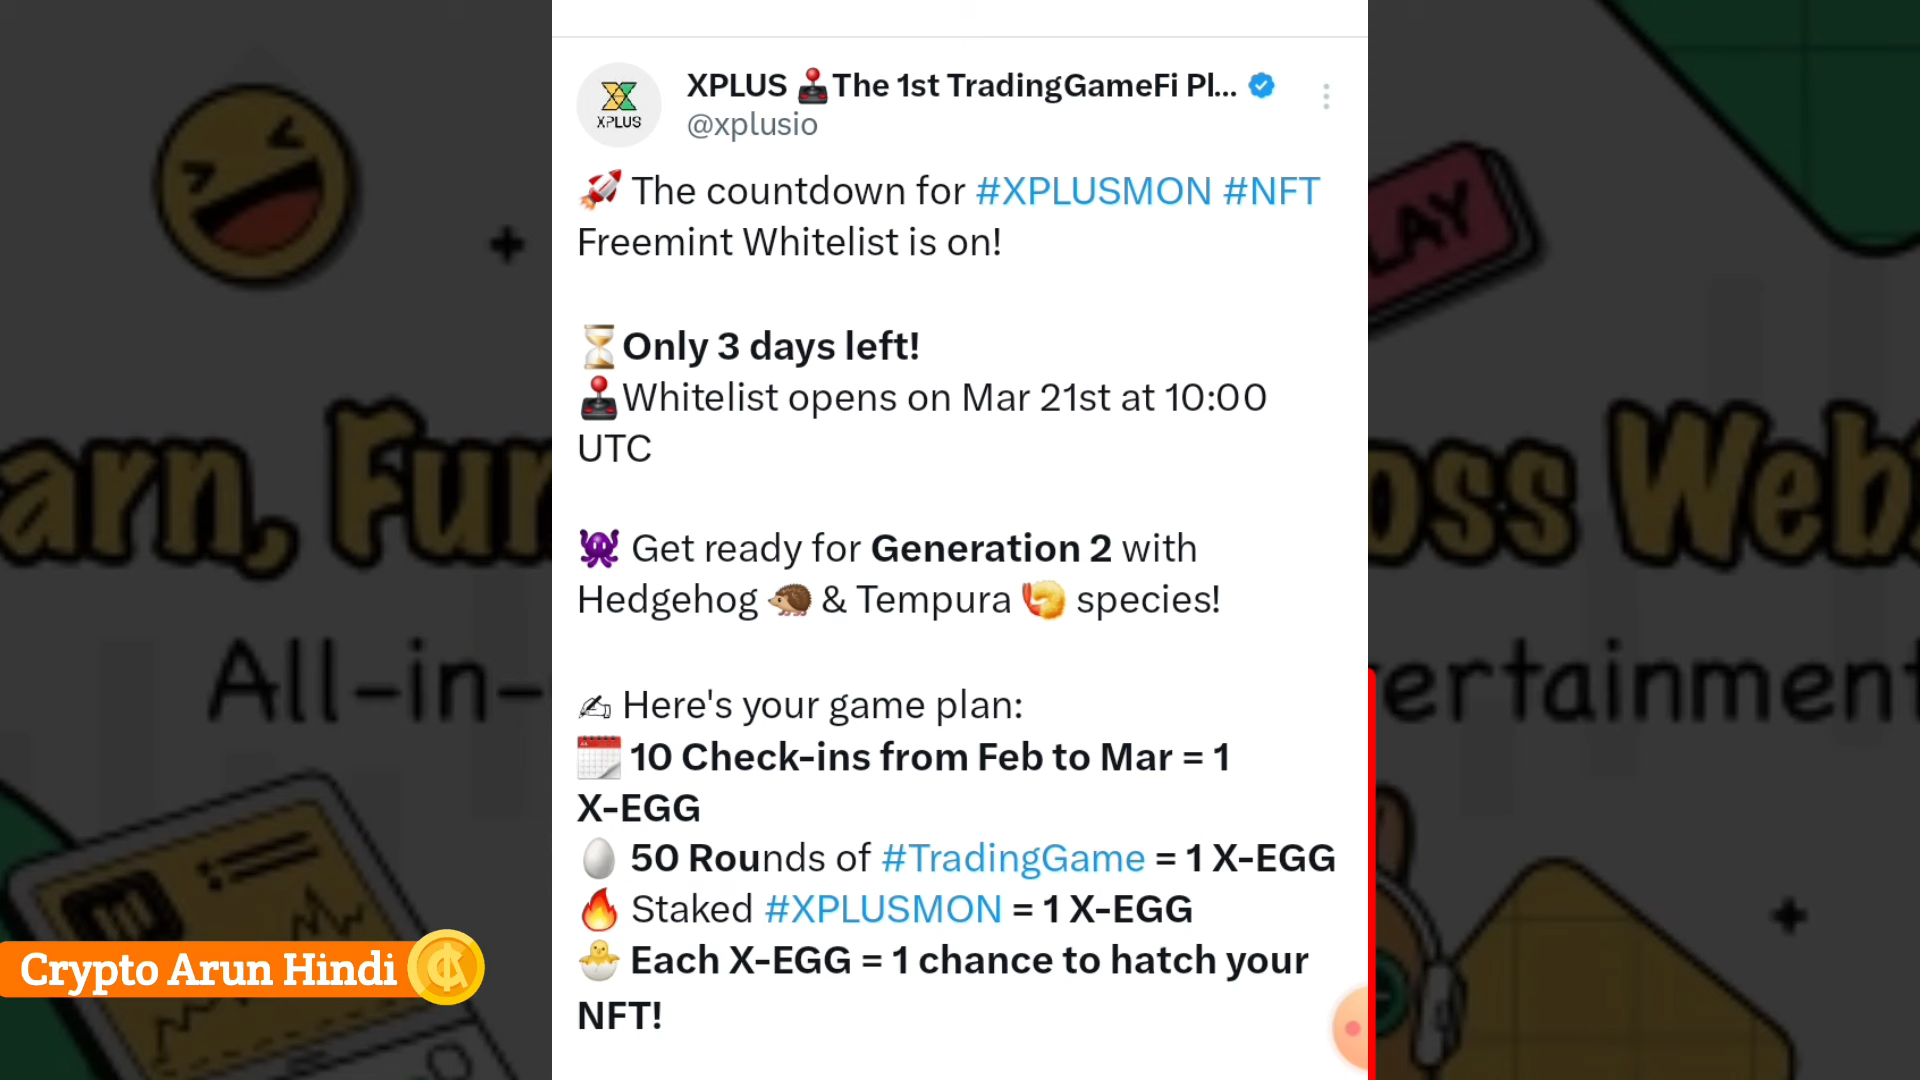 XPLUS 🕹️The 1st TradingGameFi Pl...
@xplusio
XPLUS
🚀 The countdown for #XPLUSMON #NFT
Freemint Whitelist is on!
⏳Only 3 days left!
🕹️Whitelist opens on Mar 21st at 10:00
UTC
👾 Get ready for Generation 2 with
Hedgehog 🦔 & Tempura 🍤 species!
✍ Here's your game plan:
📅 10 Check-ins from Feb to Mar = 1
X-EGG
🥚 50 Rounds of #TradingGame = 1 X-EGG
🔥 Staked #XPLUSMON = 1 X-EGG
🐣 Each X-EGG = 1 chance to hatch your
NFT!
LAY
arn, Fun
oss Web
All-in-
ertainment
Crypto Arun Hindi